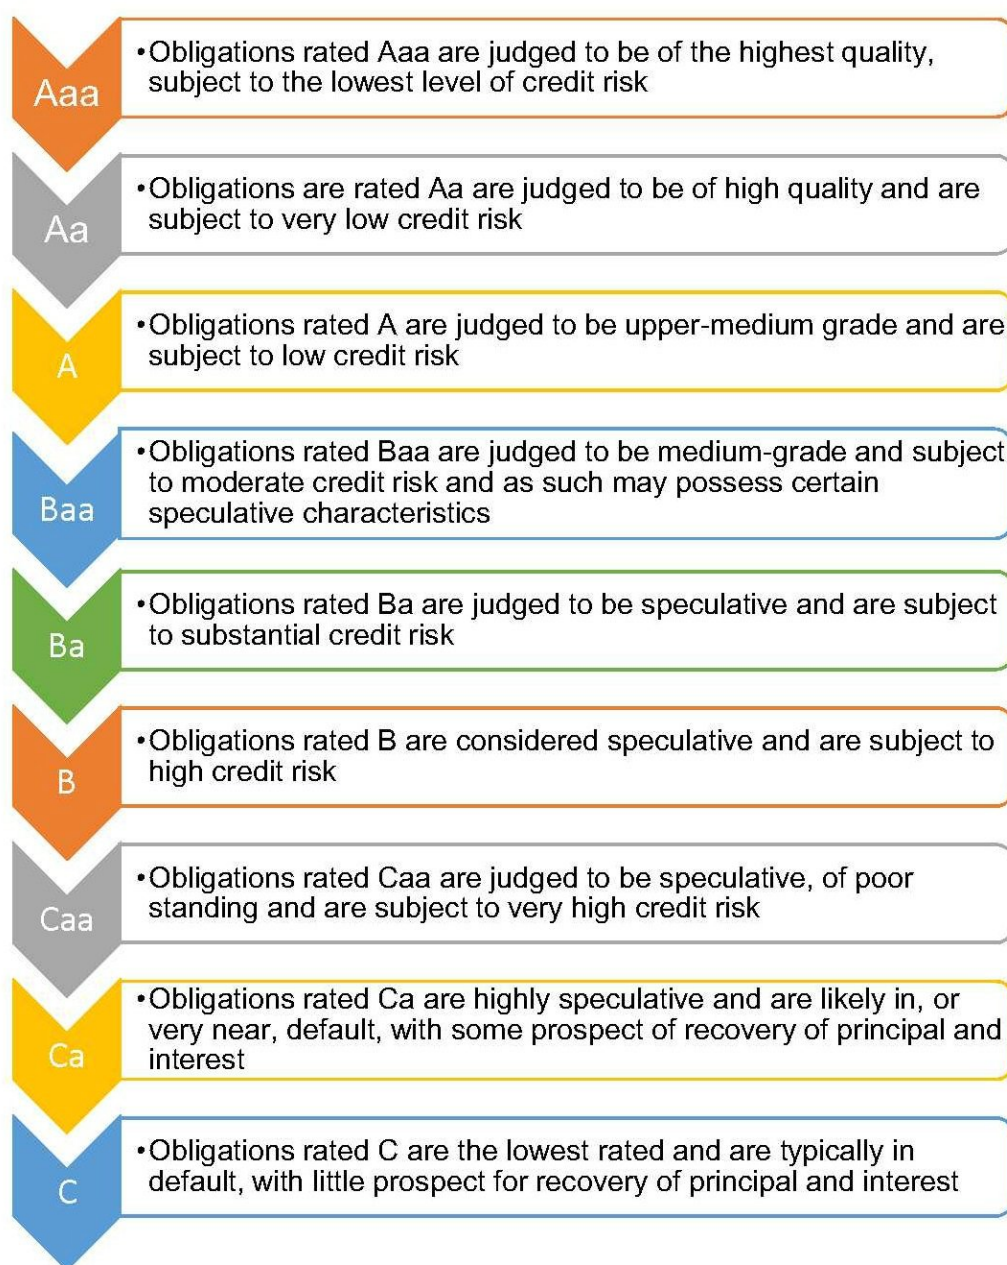 Aaa
•Obligations rated Aaa are judged to be of the highest quality,
subject to the lowest level of credit risk
Aa
•Obligations are rated Aa are judged to be of high quality and are
subject to very low credit risk
A
•Obligations rated A are judged to be upper-medium grade and are
subject to low credit risk
Baa
•Obligations rated Baa are judged to be medium-grade and subject
to moderate credit risk and as such may possess certain
speculative characteristics
Ba
•Obligations rated Ba are judged to be speculative and are subject
to substantial credit risk
B
•Obligations rated B are considered speculative and are subject to
high credit risk
Caa
•Obligations rated Caa are judged to be speculative, of poor
standing and are subject to very high credit risk
Ca
•Obligations rated Ca are highly speculative and are likely in, or
very near, default, with some prospect of recovery of principal and
interest
C
•Obligations rated C are the lowest rated and are typically in
default, with little prospect for recovery of principal and interest